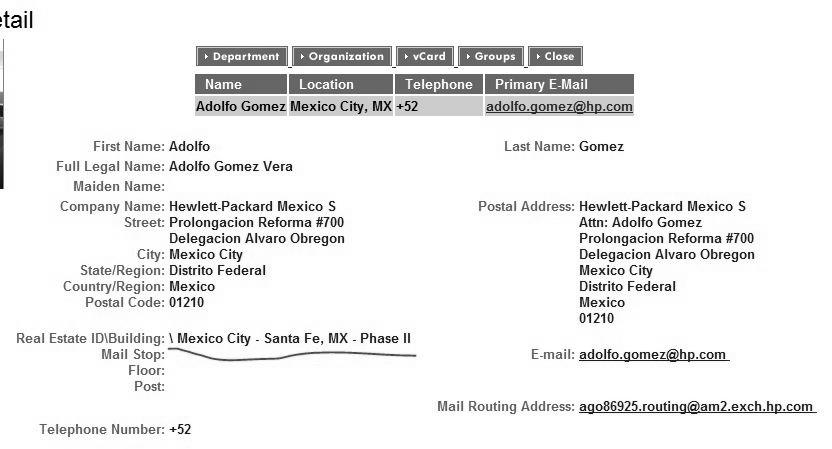 etail
Department Organization vCard Groups Close
Name Location Telephone Primary E-Mail
Adolfo Gomez Mexico City, MX +52 adolfo.gomez@hp.com
First Name: Adolfo Last Name: Gomez
Full Legal Name: Adolfo Gomez Vera
Maiden Name:
Company Name: Hewlett-Packard Mexico S Postal Address: Hewlett-Packard Mexico S
Street: Prolongacion Reforma #700 Attn: Adolfo Gomez
Delegacion Alvaro Obregon Prolongacion Reforma #700
City: Mexico City Delegacion Alvaro Obregon
State/Region: Distrito Federal Mexico City
Country/Region: Mexico Distrito Federal
Postal Code: 01210 Mexico
01210
Real Estate ID\Building: \ Mexico City - Santa Fe, MX - Phase II
Mail Stop: E-mail: adolfo.gomez@hp.com
Floor:
Post:
Mail Routing Address: ago86925.routing@am2.exch.hp.com
Telephone Number: +52